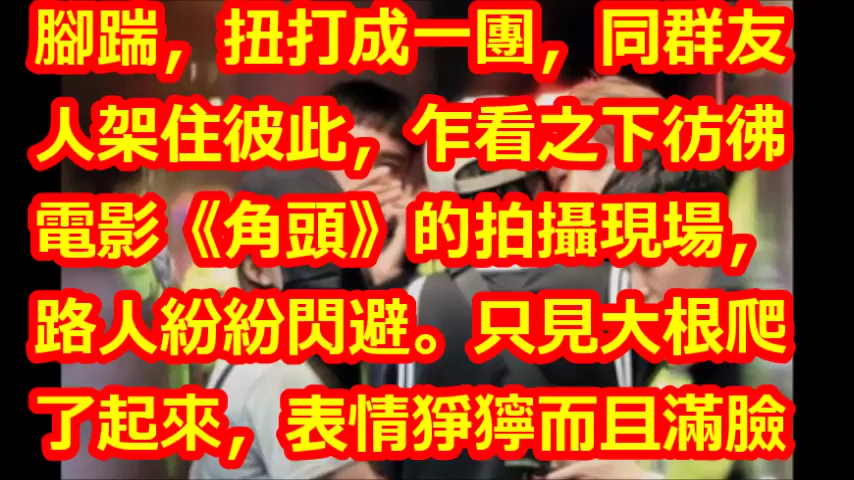 腳踹，扭打成一團，同群友
人架住彼此，乍看之下彷彿
電影《角頭》的拍攝現場，
路人紛紛閃避。只見大根爬
了起來，表情猙獰而且滿臉